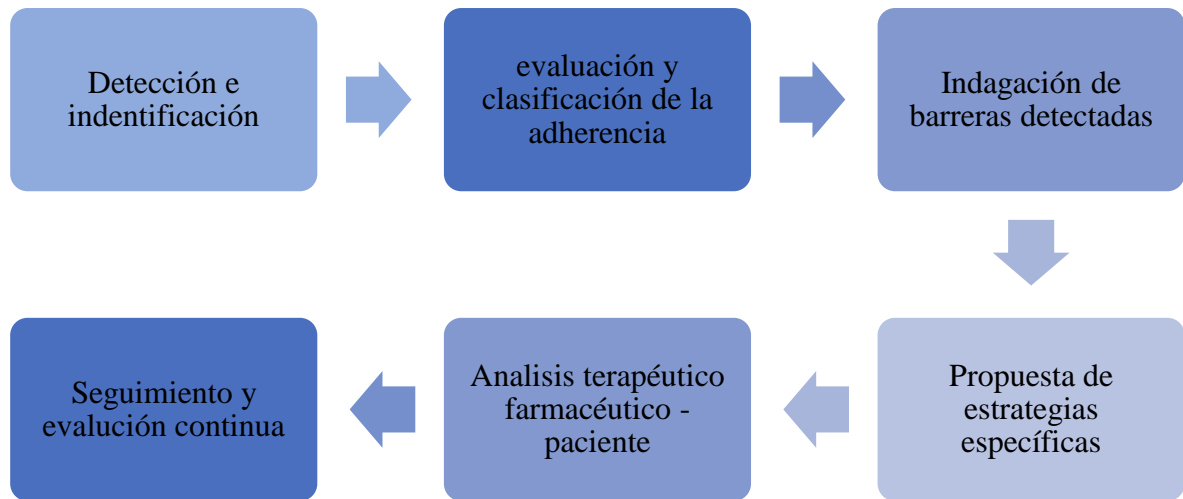 Detección e
indentificación
evaluación y
clasificación de la
adherencia
Indagación de
barreras detectadas
Propuesta de
estrategias
específicas
Analisis terapéutico
farmacéutico -
paciente
Seguimiento y
evalución continua